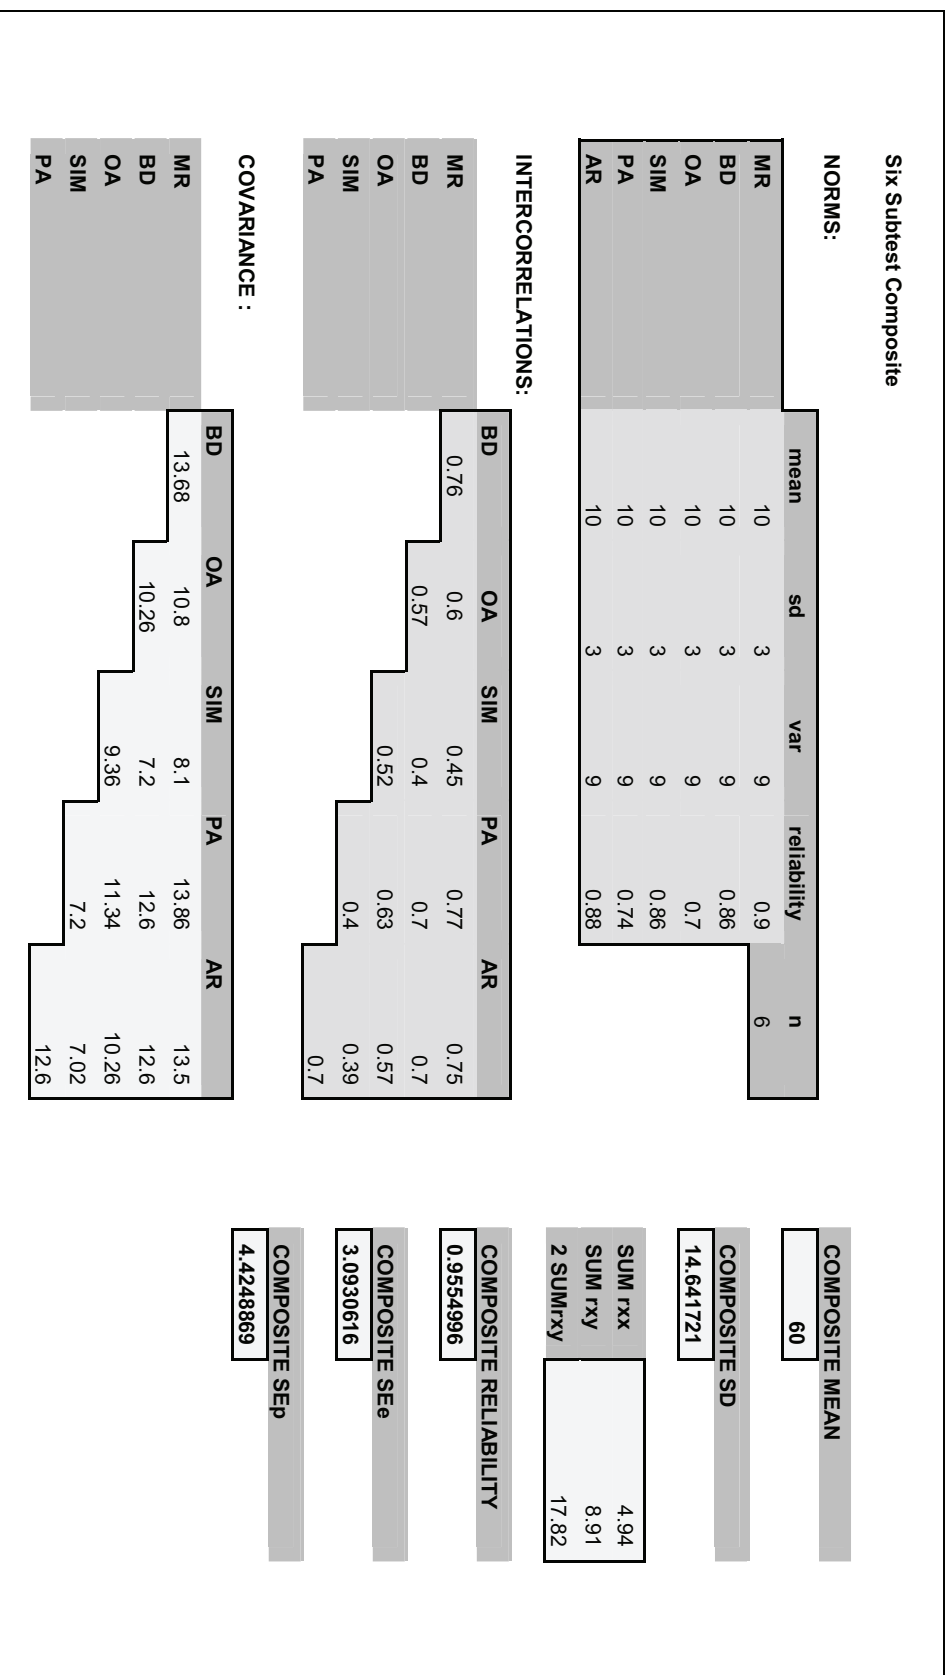 Six Subtest Composite
NORMS:
mean sd var reliability n
MR 10 3 9 0.9 6
BD 10 3 9 0.86
OA 10 3 9 0.7
SIM 10 3 9 0.86
PA 10 3 9 0.74
AR 10 3 9 0.88
INTERCORRELATIONS:
BD OA SIM PA AR
MR 0.76 0.6 0.45 0.77 0.75
BD 0.57 0.4 0.7 0.7
OA 0.52 0.63 0.57
SIM 0.4 0.39
PA 0.7
COVARIANCE :
BD OA SIM PA AR
MR 13.68 10.8 8.1 13.86 13.5
BD 10.26 7.2 12.6 12.6
OA 9.36 11.34 10.26
SIM 7.2 7.02
PA 12.6
COMPOSITE MEAN
60
COMPOSITE SD
14.641721
SUM rxx 4.94
SUM rxy 8.91
2 SUMrxy 17.82
COMPOSITE RELIABILITY
0.9554996
COMPOSITE SEe
3.0930616
COMPOSITE SEp
4.4248869